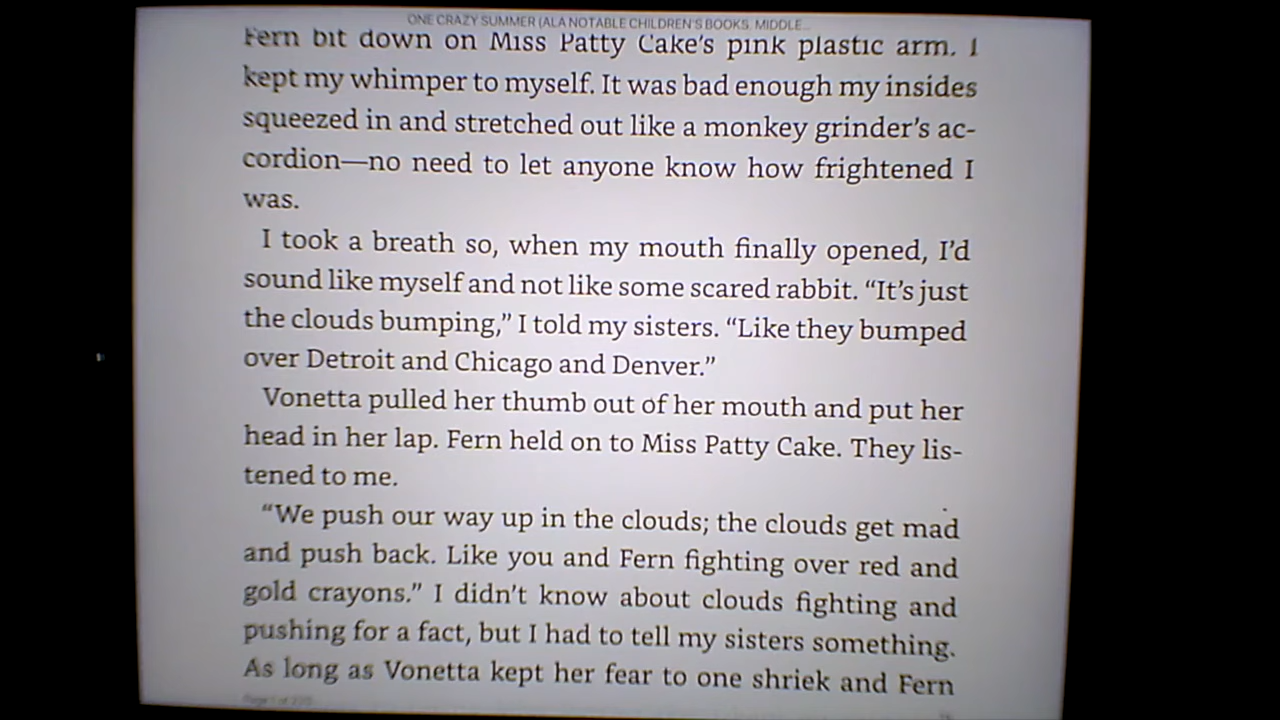 ONE CRAZY SUMMER (ALA NOTABLE CHILDREN'S BOOKS. MIDDLE...
Fern bit down on Miss Patty Cake's pink plastic arm. I
kept my whimper to myself. It was bad enough my insides
squeezed in and stretched out like a monkey grinder's ac-
cordion—no need to let anyone know how frightened I
was.
I took a breath so, when my mouth finally opened, I'd
sound like myself and not like some scared rabbit. “It's just
the clouds bumping,” I told my sisters. “Like they bumped
over Detroit and Chicago and Denver.”
Vonetta pulled her thumb out of her mouth and put her
head in her lap. Fern held on to Miss Patty Cake. They lis-
tened to me.
“We push our way up in the clouds; the clouds get mad
and push back. Like you and Fern fighting over red and
gold crayons.” I didn't know about clouds fighting and
pushing for a fact, but I had to tell my sisters something.
As long as Vonetta kept her fear to one shriek and Fern